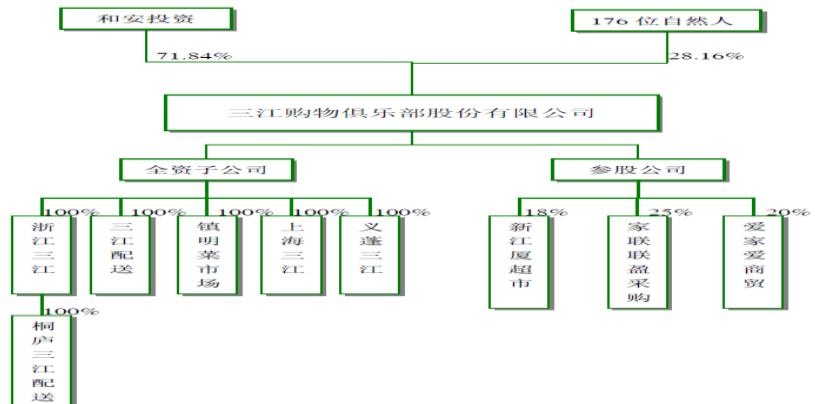 和安投资
176 位自然人
71.84%
28.16%
三江购物俱乐部股份有限公司
全资子公司
参股公司
100%
100%
100%
100%
100%
18%
25%
20%
浙江三江
三江配送
镇明菜市场
上海三江
义蓬三江
新江厦超市
家联联盈采购
爱家爱商贸
100%
桐庐三江配送